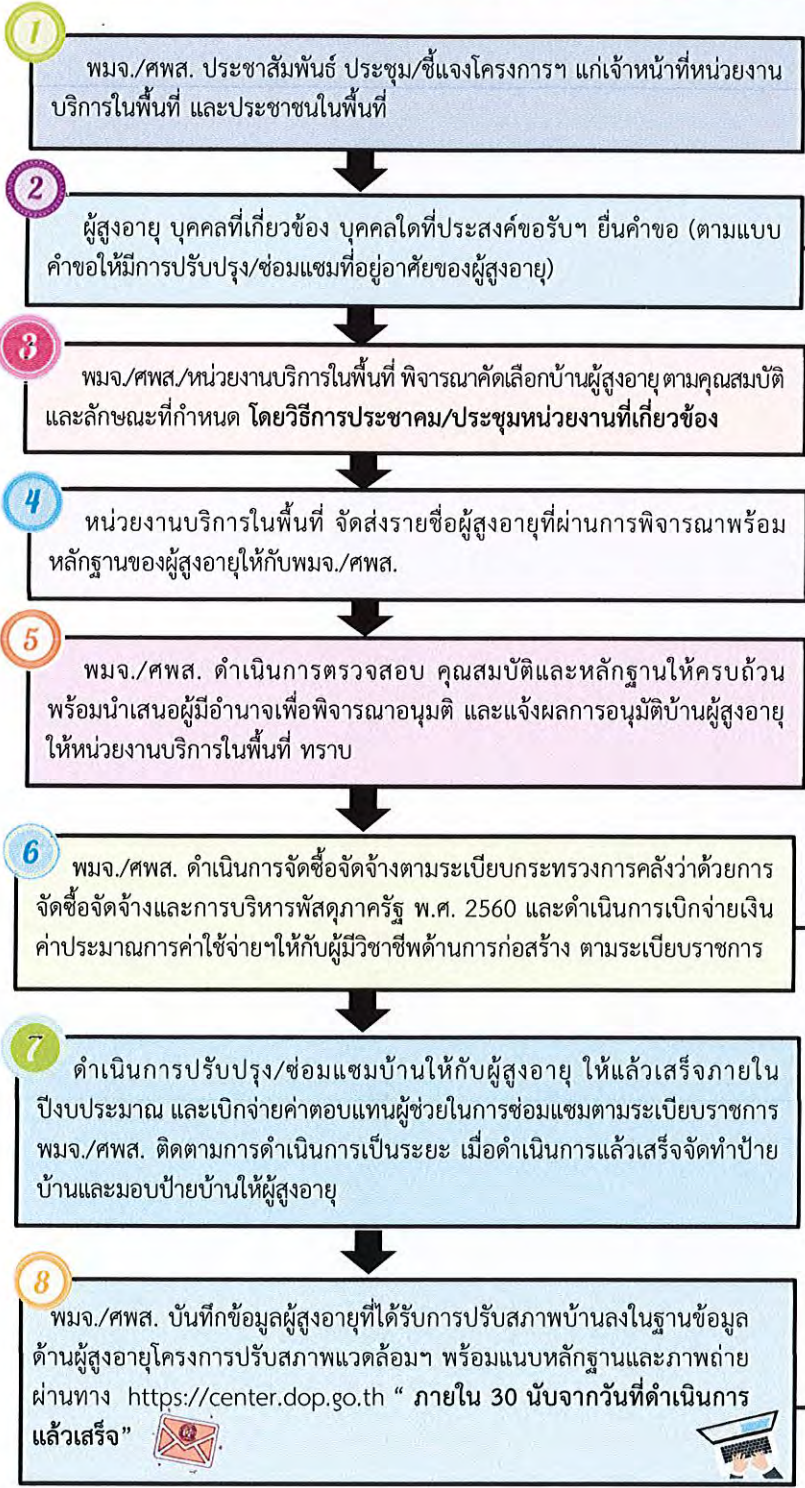 1
พมจ./ศพส. ประชาสัมพันธ์ ประชุม/ชี้แจงโครงการฯ แก่เจ้าหน้าที่หน่วยงาน
บริการในพื้นที่ และประชาชนในพื้นที่
2
ผู้สูงอายุ บุคคลที่เกี่ยวข้อง บุคคลใดที่ประสงค์ขอรับฯ ยื่นคำขอ (ตามแบบ
คำขอให้มีการปรับปรุง/ซ่อมแซมที่อยู่อาศัยของผู้สูงอายุ)
3
พมจ./ศพส./หน่วยงานบริการในพื้นที่ พิจารณาคัดเลือกบ้านผู้สูงอายุตามคุณสมบัติ
และลักษณะที่กำหนด โดยวิธีการประชาคม/ประชุมหน่วยงานที่เกี่ยวข้อง
4
หน่วยงานบริการในพื้นที่ จัดส่งรายชื่อผู้สูงอายุที่ผ่านการพิจารณาพร้อม
หลักฐานของผู้สูงอายุให้กับพมจ./ศพส.
5
พมจ./ศพส. ดำเนินการตรวจสอบ คุณสมบัติและหลักฐานให้ครบถ้วน
พร้อมนำเสนอผู้มีอำนาจเพื่อพิจารณาอนุมติ และแจ้งผลการอนุมัติบ้านผู้สูงอายุ
ให้หน่วยงานบริการในพื้นที่ ทราบ
6
พมจ./ศพส. ดำเนินการจัดซื้อจัดจ้างตามระเบียบกระทรวงการคลังว่าด้วยการ
จัดซื้อจัดจ้างและการบริหารพัสดุภาครัฐ พ.ศ. 2560 และดำเนินการเบิกจ่ายเงิน
ค่าประมาณการค่าใช้จ่ายฯให้กับผู้มีวิชาชีพด้านการก่อสร้าง ตามระเบียบราชการ
7
ดำเนินการปรับปรุง/ซ่อมแซมบ้านให้กับผู้สูงอายุ ให้แล้วเสร็จภายใน
ปีงบประมาณ และเบิกจ่ายค่าตอบแทนผู้ช่วยในการซ่อมแซมตามระเบียบราชการ
พมจ./ศพส. ติดตามการดำเนินการเป็นระยะ เมื่อดำเนินการแล้วเสร็จจัดทำป้าย
บ้านและมอบป้ายบ้านให้ผู้สูงอายุ
8
พมจ./ศพส. บันทึกข้อมูลผู้สูงอายุที่ได้รับการปรับสภาพบ้านลงในฐานข้อมูล
ด้านผู้สูงอายุโครงการปรับสภาพแวดล้อมฯ พร้อมแนบหลักฐานและภาพถ่าย
ผ่านทาง https://center.dop.go.th “ ภายใน 30 นับจากวันที่ดำเนินการ
แล้วเสร็จ”